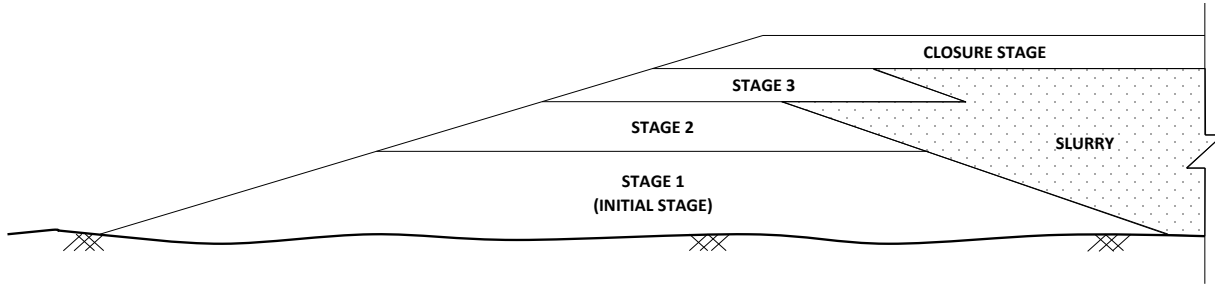 CLOSURE STAGE
STAGE 3
STAGE 2
SLURRY
STAGE 1
(INITIAL STAGE)